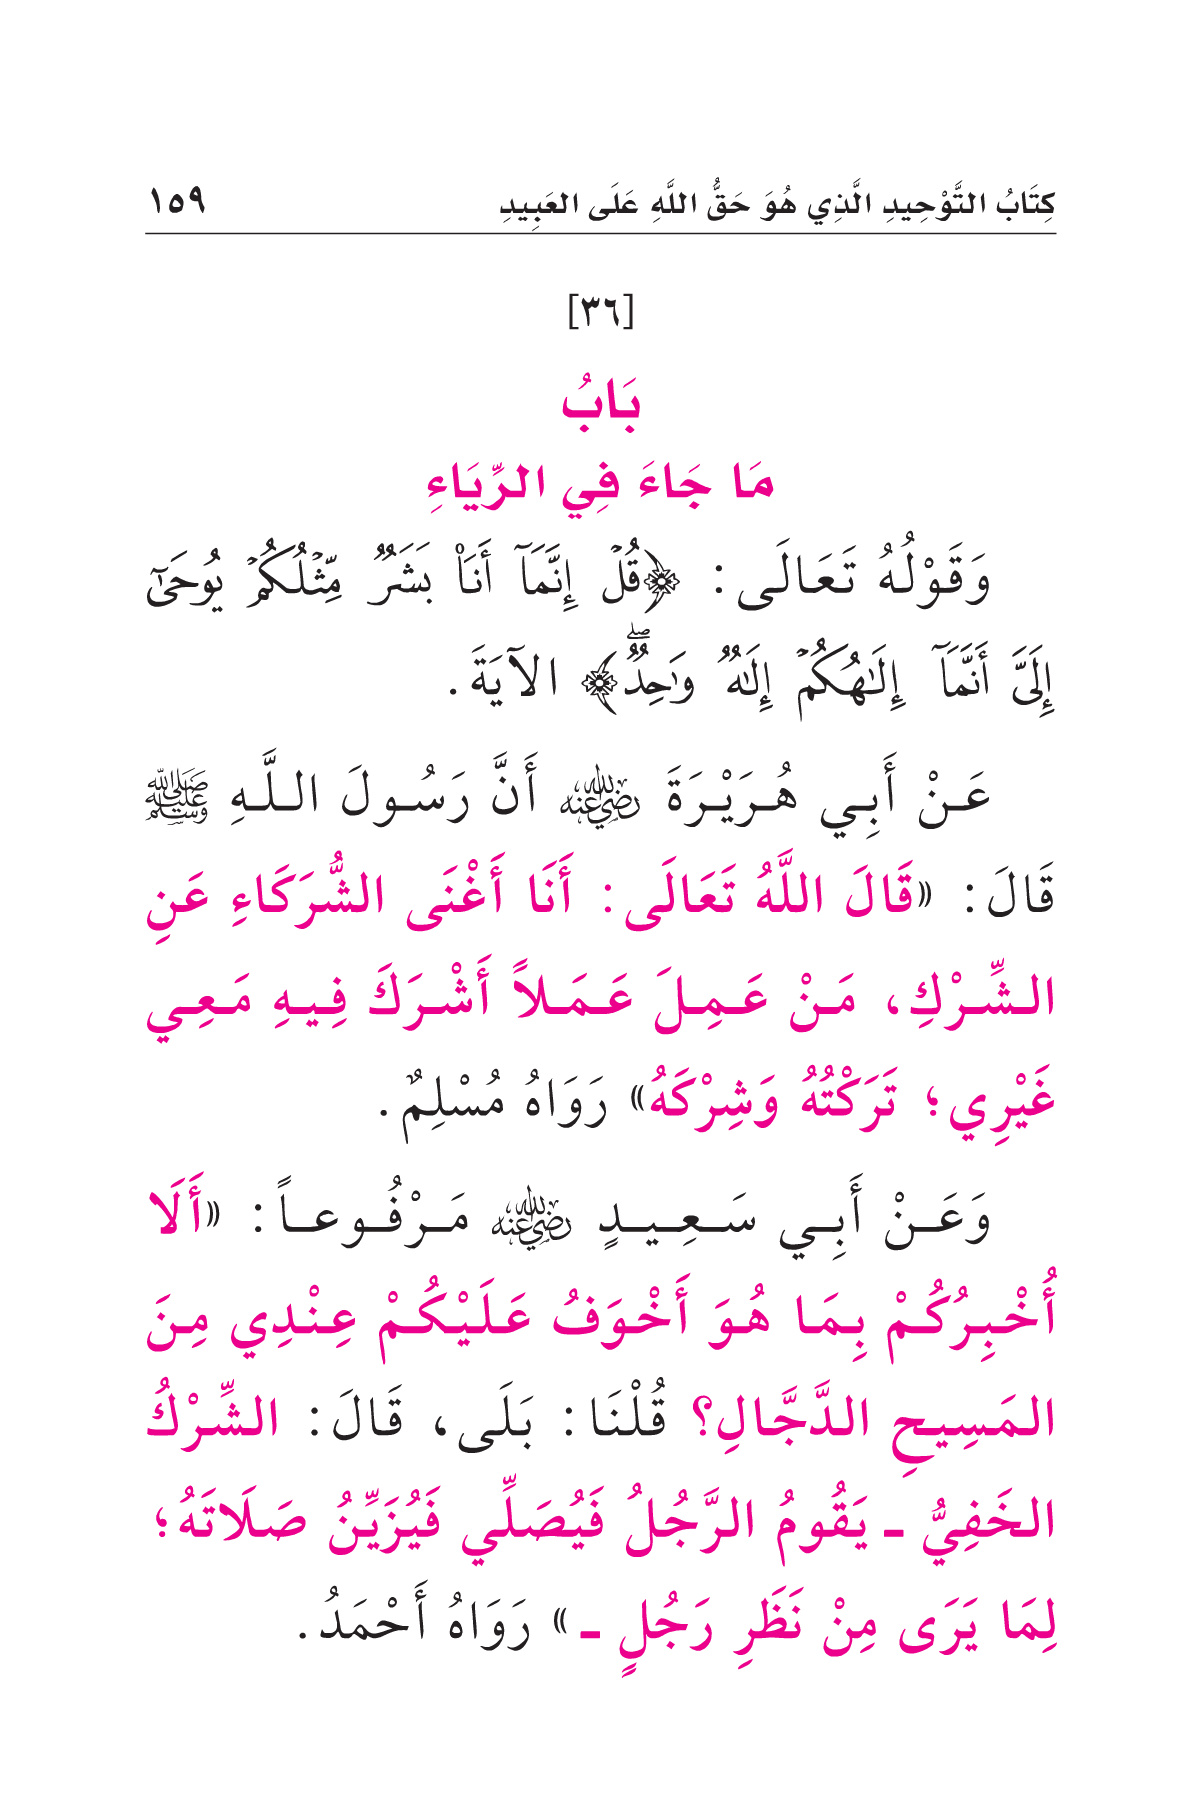 كِتَابُ التَّوْحِيدِ الَّذِي هُوَ حَقُّ اللَّهِ عَلَى العَبِيدِ ١٥٩
[٣٦]
بَابُ
مَا جَاءَ فِي الرِّيَاءِ
وَقَوْلُهُ تَعَالَى: ﴿قُلۡ إِنَّمَآ أَنَا۠ بَشَرٞ مِّثۡلُكُمۡ يُوحَىٰٓ
إِلَيَّ أَنَّمَآ إِلَٰهُكُمۡ إِلَٰهٞ وَٰحِدٞۖ﴾ الآيَةَ.
عَنْ أَبِي هُرَيْرَةَ رضي الله عنه أَنَّ رَسُولَ اللَّهِ ﷺ
قَالَ: «قَالَ اللَّهُ تَعَالَى: أَنَا أَغْنَى الشُّرَكَاءِ عَنِ
الشِّرْكِ، مَنْ عَمِلَ عَمَلاً أَشْرَكَ فِيهِ مَعِي
غَيْرِي؛ تَرَكْتُهُ وَشِرْكَهُ» رَوَاهُ مُسْلِمٌ.
وَعَنْ أَبِي سَعِيدٍ رضي الله عنه مَرْفُوعاً: «أَلَا
أُخْبِرُكُمْ بِمَا هُوَ أَخْوَفُ عَلَيْكُمْ عِنْدِي مِنَ
المَسِيحِ الدَّجَّالِ؟ قُلْنَا: بَلَى، قَالَ: الشِّرْكُ
الخَفِيُّ ـ يَقُومُ الرَّجُلُ فَيُصَلِّي فَيُزَيِّنُ صَلَاتَهُ؛
لِمَا يَرَى مِنْ نَظَرِ رَجُلٍ ـ» رَوَاهُ أَحْمَدُ.